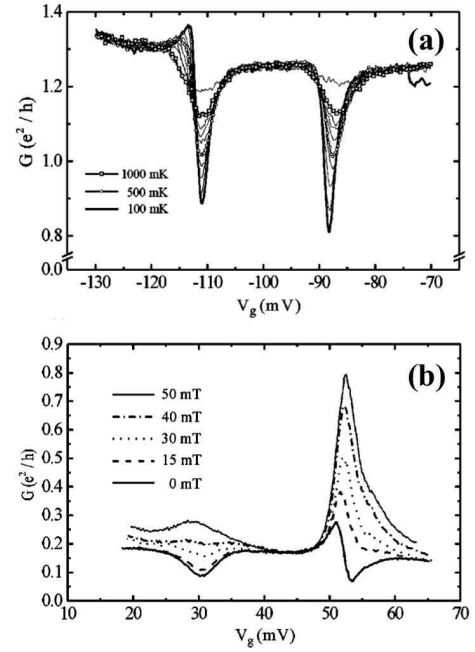 (a)
1.4
1.2
1.0
0.8
0.0
G (e² / h)
1000 mK
500 mK
100 mK
-130
-120
-110
-100
-90
-80
-70
V_g (mV)
(b)
0.9
0.8
0.7
0.6
0.5
0.4
0.3
0.2
0.1
0.0
G (e² / h)
50 mT
40 mT
30 mT
15 mT
0 mT
10
20
30
40
50
60
70
V_g (mV)